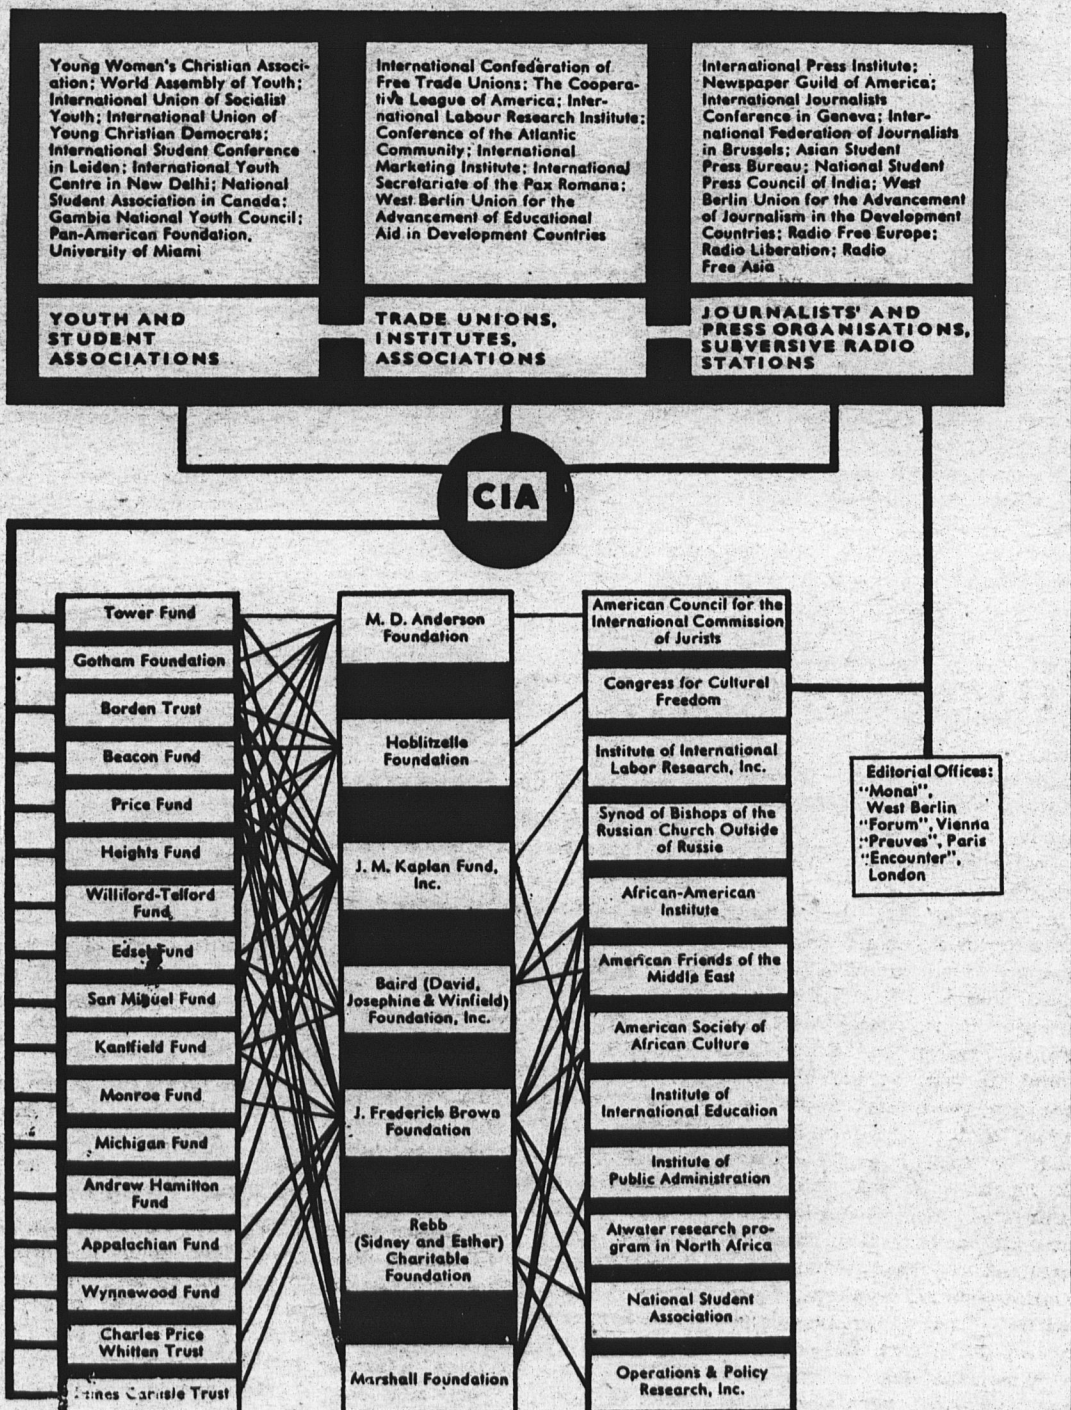 Young Women's Christian Associ-
ation; World Assembly of Youth;
International Union of Socialist
Youth; International Union of
Young Christian Democrats;
International Student Conference
in Leiden; International Youth
Centre in New Delhi; National
Student Association in Canada;
Gambia National Youth Council;
Pan-American Foundation,
University of Miami
YOUTH AND
STUDENT
ASSOCIATIONS
International Confederation of
Free Trade Unions; The Coopera-
tive League of America; Inter-
national Labour Research Institute;
Conference of the Atlantic
Community; International
Marketing Institute; International
Secretariate of the Pax Romana;
West Berlin Union for the
Advancement of Educational
Aid in Development Countries
TRADE UNIONS,
INSTITUTES,
ASSOCIATIONS
International Press Institute;
Newspaper Guild of America;
International Journalists
Conference in Geneva; Inter-
national Federation of Journalists
in Brussels; Asian Student
Press Bureau; National Student
Press Council of India; West
Berlin Union for the Advancement
of Journalism in the Development
Countries; Radio Free Europe;
Radio Liberation; Radio
Free Asia
JOURNALISTS' AND
PRESS ORGANISATIONS,
SUBVERSIVE RADIO
STATIONS
CIA
Tower Fund
Gotham Foundation
Borden Trust
Beacon Fund
Price Fund
Heights Fund
Williford-Telford
Fund
Edsel Fund
San Miguel Fund
Kantfield Fund
Monroe Fund
Michigan Fund
Andrew Hamilton
Fund
Appalachian Fund
Wynnewood Fund
Charles Price
Whitten Trust
Carlisle Trust
M. D. Anderson
Foundation
Hoblitzelle
Foundation
J. M. Kaplan Fund,
Inc.
Baird (David,
Josephine & Winfield)
Foundation, Inc.
J. Frederick Brown
Foundation
Rebb
(Sidney and Esther)
Charitable
Foundation
Marshall Foundation
American Council for the
International Commission
of Jurists
Congress for Cultural
Freedom
Institute of International
Labor Research, Inc.
Synod of Bishops of the
Russian Church Outside
of Russie
African-American
Institute
American Friends of the
Middle East
American Society of
African Culture
Institute of
International Education
Institute of
Public Administration
Atwater research pro-
gram in North Africa
National Student
Association
Operations & Policy
Research, Inc.
Editorial Offices:
"Monat",
West Berlin
"Forum", Vienna
"Preuves", Paris
"Encounter",
London